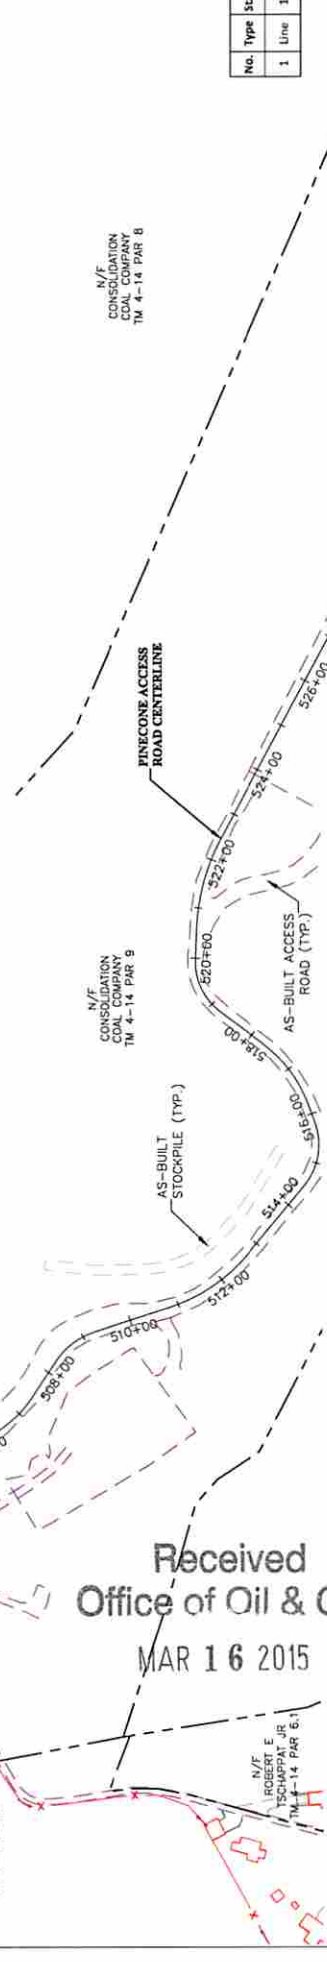 No. Type St
1 Line 1
N/F
CONSOLIDATION
COAL COMPANY
TM 4-14 PAR 8
PINECONE ACCESS
ROAD CENTERLINE
526+00
524+00
522+00
520+00
518+00
516+00
514+00
512+00
510+00
508+00
AS-BUILT ACCESS
ROAD (TYP.)
N/F
CONSOLIDATION
COAL COMPANY
TM 4-14 PAR 9
AS-BUILT
STOCKPILE (TYP.)
Received
Office of Oil & G
MAR 16 2015
N/F
ROBERT E
TSCHAPPAT JR
TM 4-14 PAR 6.1